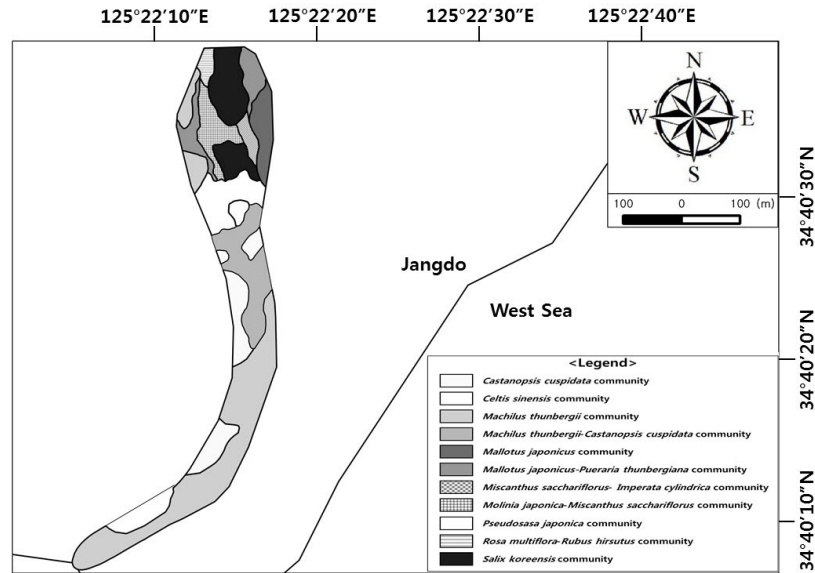 125°22'10"E 125°22'20"E 125°22'30"E 125°22'40"E
N
W E
S
100 0 100 (m)
34°40'30"N
Jangdo
West Sea
34°40'20"N
<Legend>
Castanopsis cuspidata community
Celtis sinensis community
Machilus thunbergii community
Machilus thunbergii-Castanopsis cuspidata community
Mallotus japonicus community
Mallotus japonicus-Pueraria thunbergiana community
Miscanthus sacchariflorus- Imperata cylindrica community
Molinia japonica-Miscanthus sacchariflorus community
Pseudosasa japonica community
Rosa multiflora-Rubus hirsutus community
Salix koreensis community
34°40'10"N